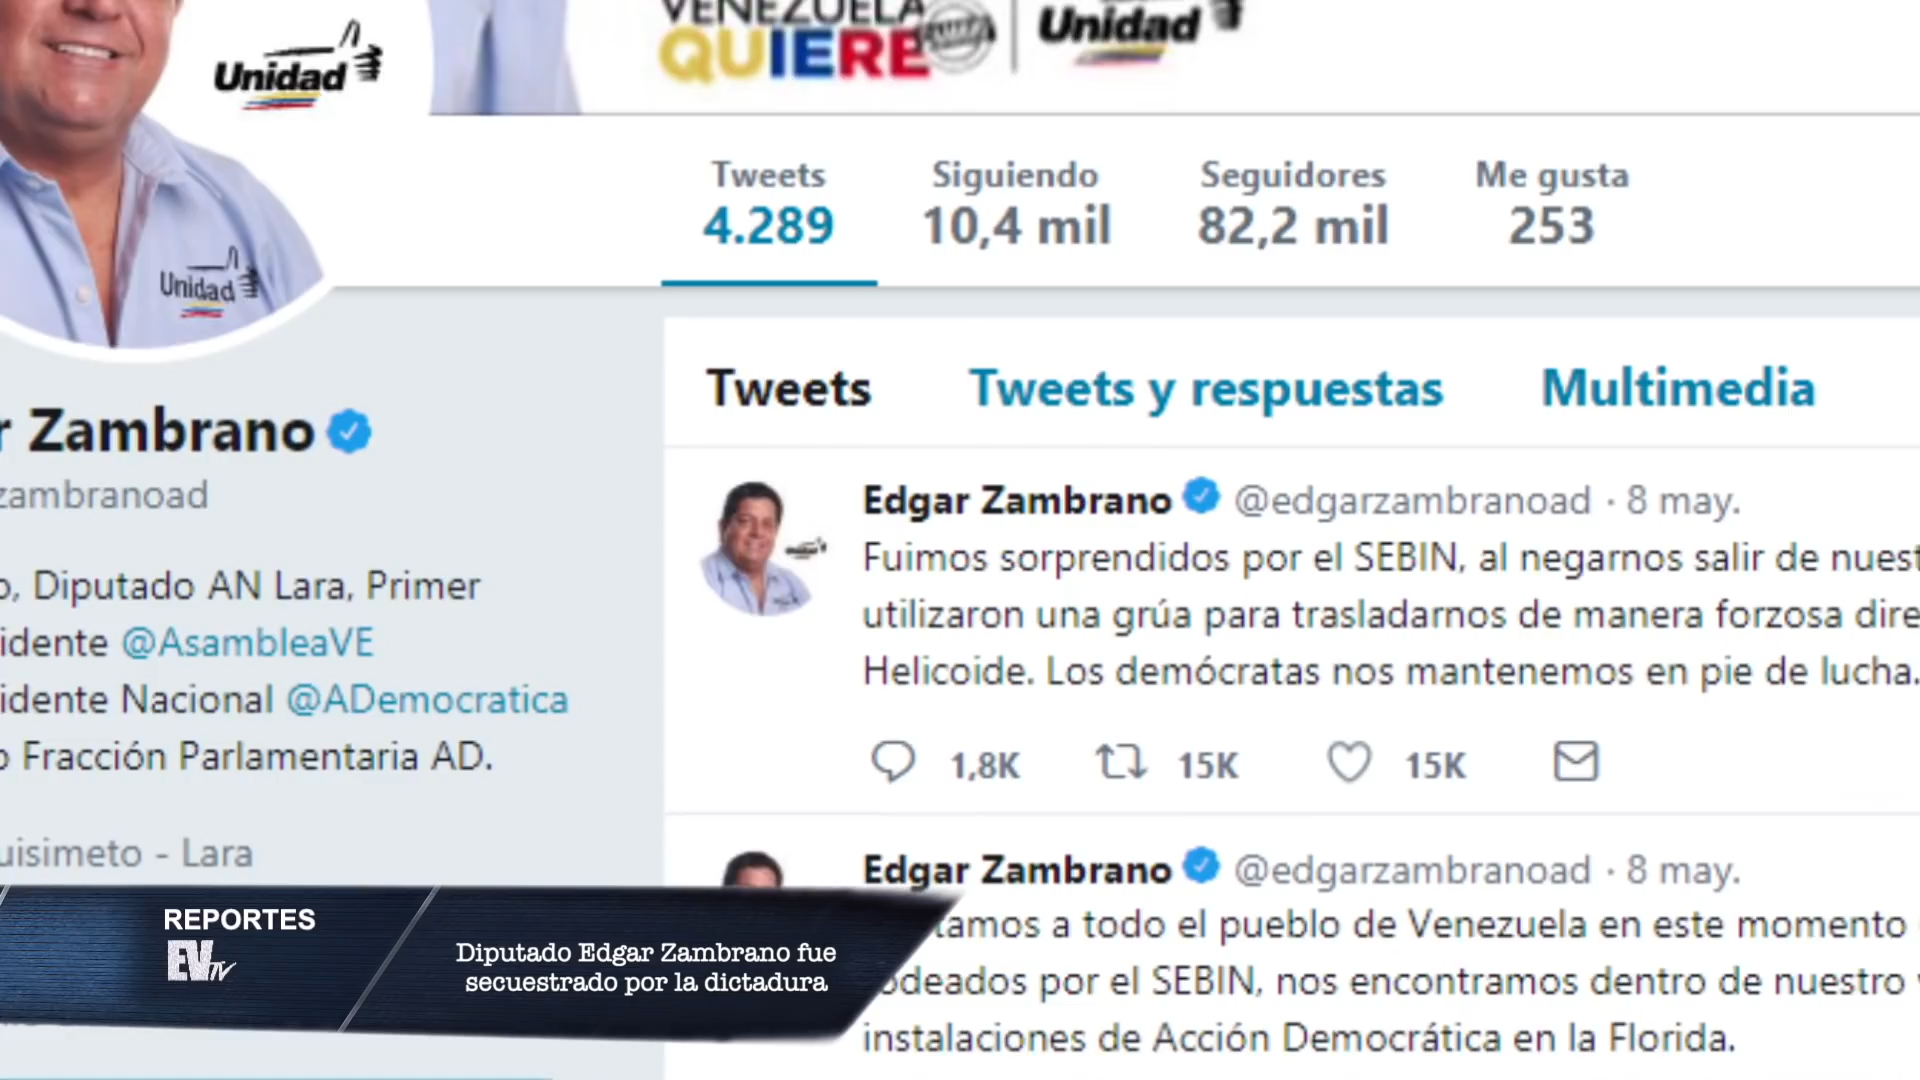 VENEZUELA
QUIERE
Unidad
Unidad
Unidad
Tweets
4.289
Siguiendo
10,4 mil
Seguidores
82,2 mil
Me gusta
253
r Zambrano
zambranoad
o, Diputado AN Lara, Primer
idente @AsambleaVE
idente Nacional @ADemocratica
o Fracción Parlamentaria AD.
uisimeto - Lara
Tweets
Tweets y respuestas
Multimedia
Edgar Zambrano @edgarzambranoad · 8 may.
Fuimos sorprendidos por el SEBIN, al negarnos salir de nuest
utilizaron una grúa para trasladarnos de manera forzosa dire
Helicoide. Los demócratas nos mantenemos en pie de lucha.
1,8K 15K 15K
Edgar Zambrano @edgarzambranoad · 8 may.
tamos a todo el pueblo de Venezuela en este momento
odeados por el SEBIN, nos encontramos dentro de nuestro
instalaciones de Acción Democrática en la Florida.
REPORTES
EVTV
Diputado Edgar Zambrano fue
secuestrado por la dictadura